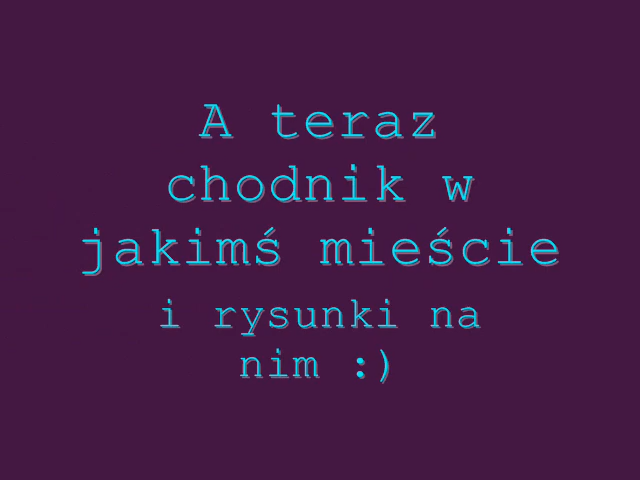 A teraz
chodnik w
jakimś mieście
i rysunki na
nim :)